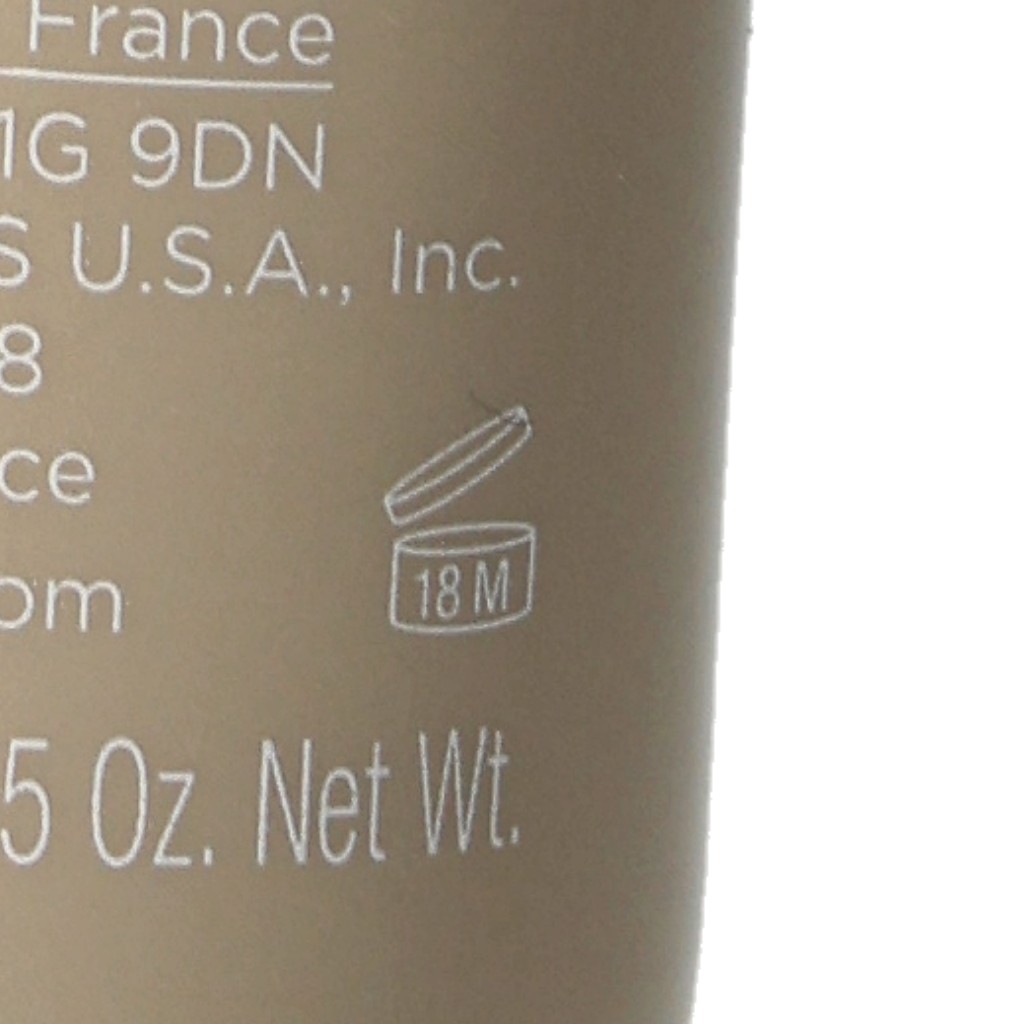 France
1G 9DN
S U.S.A., Inc.
8
ce
om
18 M
5 Oz. Net Wt.